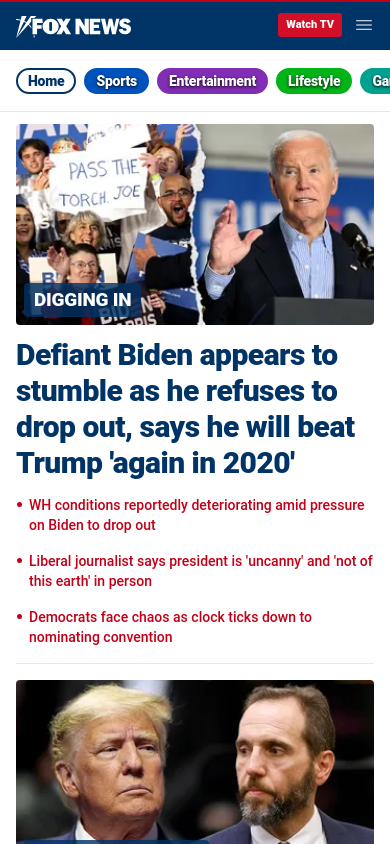 FOX NEWS
Watch TV
Home
Sports
Entertainment
Lifestyle
PASS THE
TORCH, JOE
DIGGING IN
Defiant Biden appears to
stumble as he refuses to
drop out, says he will beat
Trump 'again in 2020'
• WH conditions reportedly deteriorating amid pressure
on Biden to drop out
• Liberal journalist says president is 'uncanny' and 'not of
this earth' in person
• Democrats face chaos as clock ticks down to
nominating convention